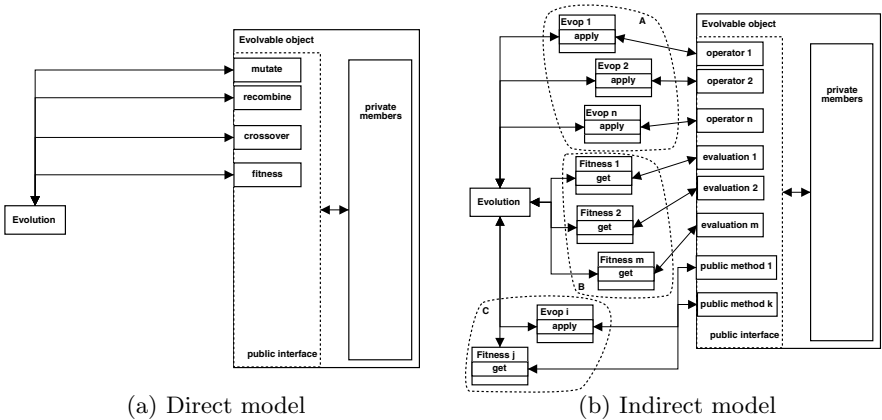 Evolvable object
mutate
recombine
crossover
fitness
Evolution
private
members
public interface
(a) Direct model
Evop 1
apply
A
Evolvable object
operator 1
Evop 2
apply
operator 2
private
members
Evop n
apply
operator n
Fitness 1
get
evaluation 1
Evolution
evaluation 2
Fitness 2
get
evaluation m
Fitness m
get
B
public method 1
C
Evop i
apply
public method k
public interface
Fitness j
get
(b) Indirect model